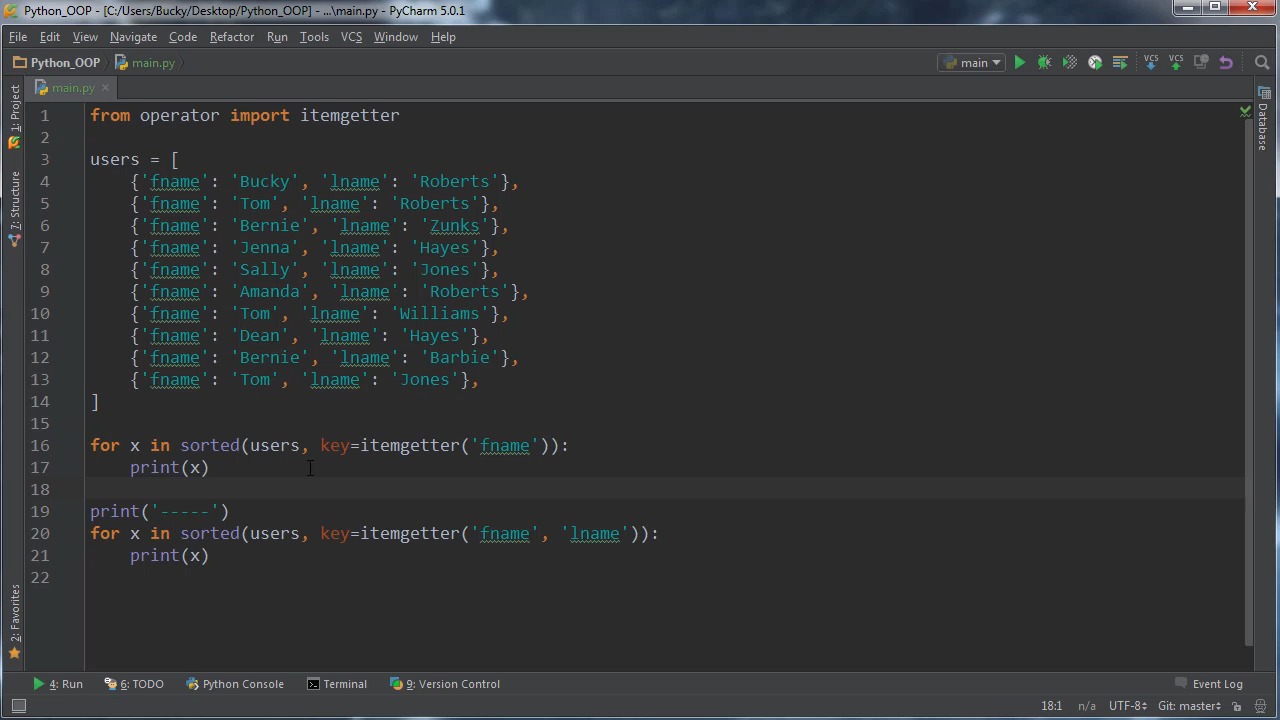 Python_OOP - [C:/Users/Bucky/Desktop/Python_OOP] - ...\main.py - PyCharm 5.0.1
File Edit View Navigate Code Refactor Run Tools VCS Window Help
Python_OOP main.py main VCS VCS
main.py
1 from operator import itemgetter
2
3 users = [
4 {'fname': 'Bucky', 'lname': 'Roberts'},
5 {'fname': 'Tom', 'lname': 'Roberts'},
6 {'fname': 'Bernie', 'lname': 'Zunks'},
7 {'fname': 'Jenna', 'lname': 'Hayes'},
8 {'fname': 'Sally', 'lname': 'Jones'},
9 {'fname': 'Amanda', 'lname': 'Roberts'},
10 {'fname': 'Tom', 'lname': 'Williams'},
11 {'fname': 'Dean', 'lname': 'Hayes'},
12 {'fname': 'Bernie', 'lname': 'Barbie'},
13 {'fname': 'Tom', 'lname': 'Jones'},
14 ]
15
16 for x in sorted(users, key=itemgetter('fname')):
17 print(x)
18
19 print('-----')
20 for x in sorted(users, key=itemgetter('fname', 'lname')):
21 print(x)
22
1: Project
7: Structure
2: Favorites
Database
4: Run 6: TODO Python Console Terminal 9: Version Control Event Log
18:1 n/a UTF-8 Git: master